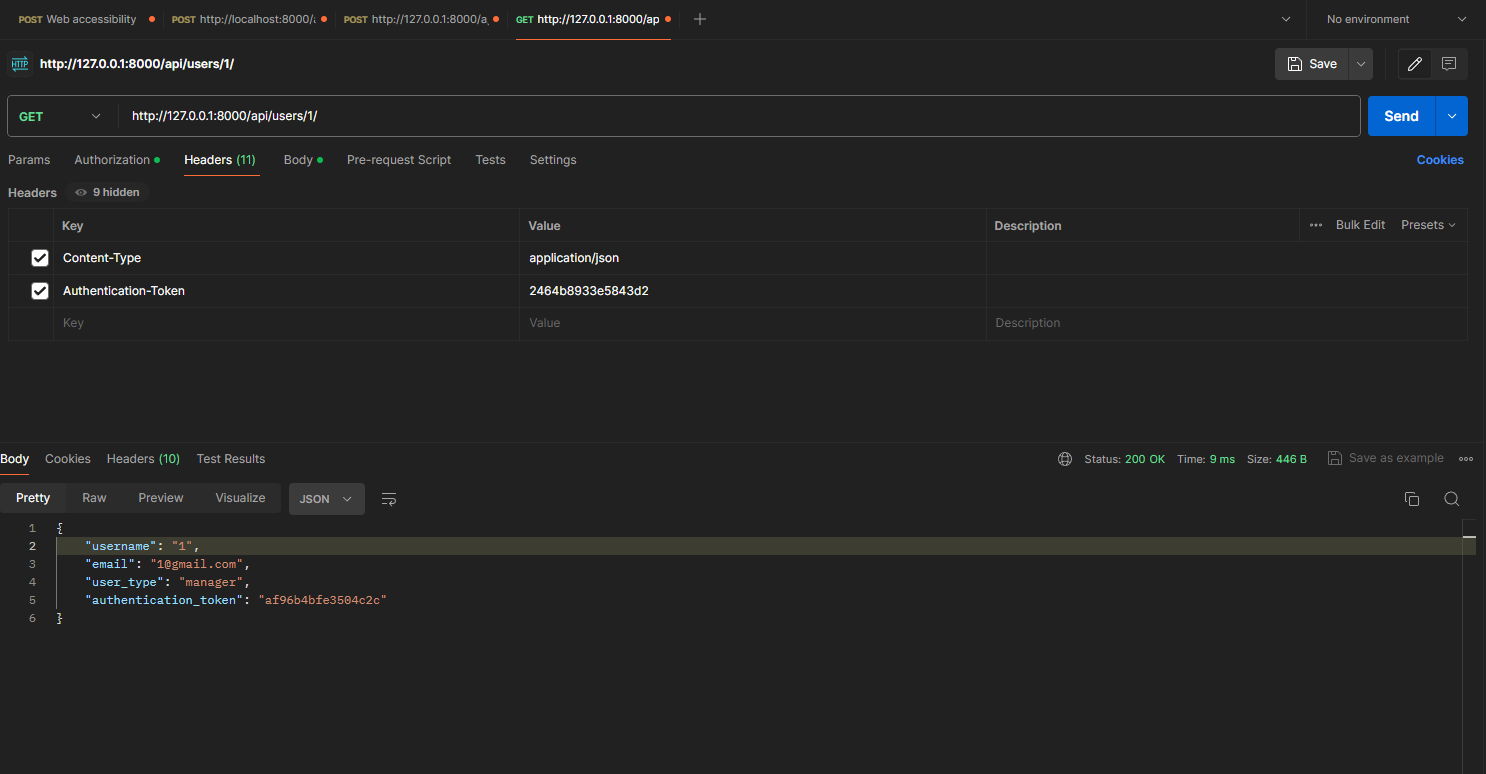 POST Web accessibility POST http://localhost:8000/a POST http://127.0.0.1:8000/a GET http://127.0.0.1:8000/ap No environment
HTTP http://127.0.0.1:8000/api/users/1/ Save
GET http://127.0.0.1:8000/api/users/1/ Send
Params Authorization Headers (11) Body Pre-request Script Tests Settings Cookies
Headers 9 hidden
Key Value Description Bulk Edit Presets
Content-Type application/json
Authentication-Token 2464b8933e5843d2
Key Value Description
Body Cookies Headers (10) Test Results Status: 200 OK Time: 9 ms Size: 446 B Save as example
Pretty Raw Preview Visualize JSON
1 {
2 "username": "1",
3 "email": "1@gmail.com",
4 "user_type": "manager",
5 "authentication_token": "af96b4bfe3504c2c"
6 }